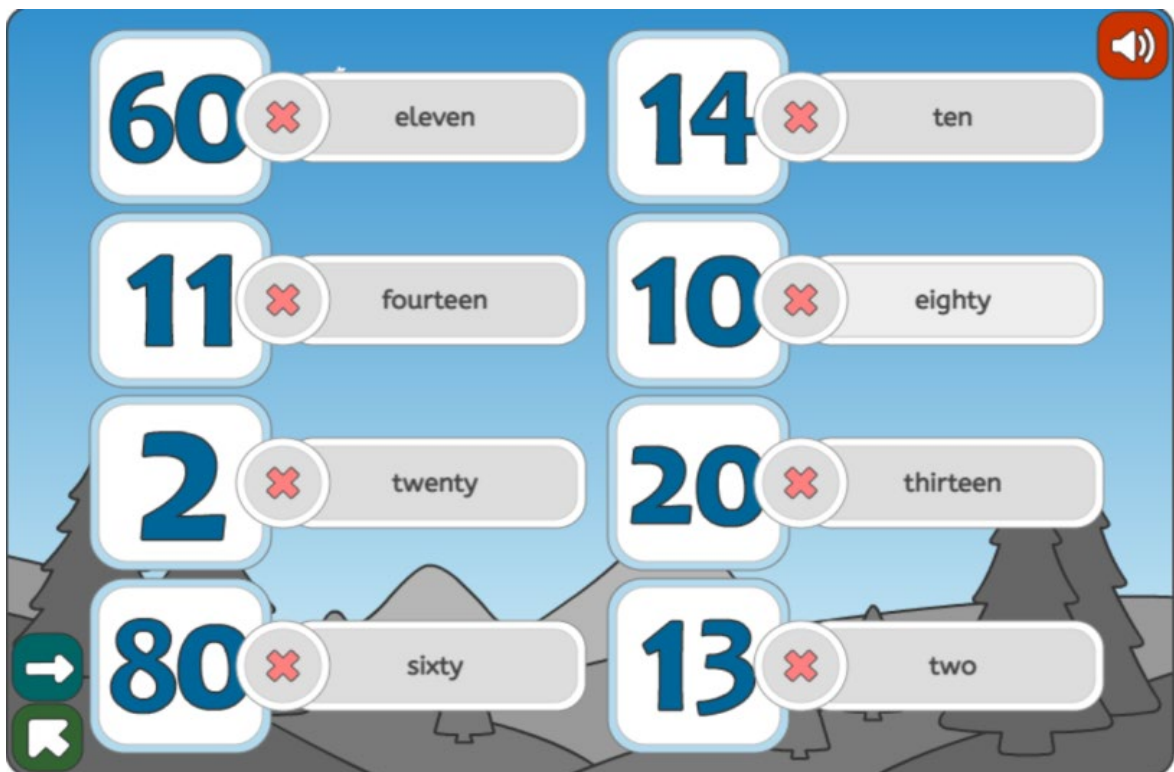 60 eleven
14 ten
11 fourteen
10 eighty
2 twenty
20 thirteen
80 sixty
13 two